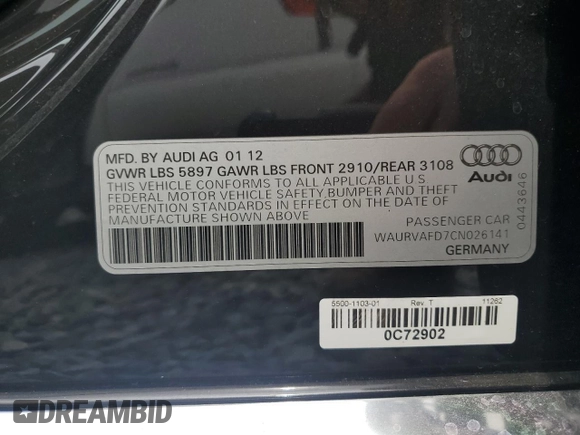 MFD. BY AUDI AG 01 12
GVWR LBS 5897 GAWR LBS FRONT 2910/REAR 3108
THIS VEHICLE CONFORMS TO ALL APPLICABLE U.S
FEDERAL MOTOR VEHICLE SAFETY,BUMPER AND THEFT
PREVENTION STANDARDS IN EFFECT ON THE DATE OF
MANUFACTURE SHOWN ABOVE
Audi
0443646
PASSENGER CAR
WAURVAFD7CN026141
GERMANY
5500-1103-01 Rev. T 11262
0C72902
DREAMBID